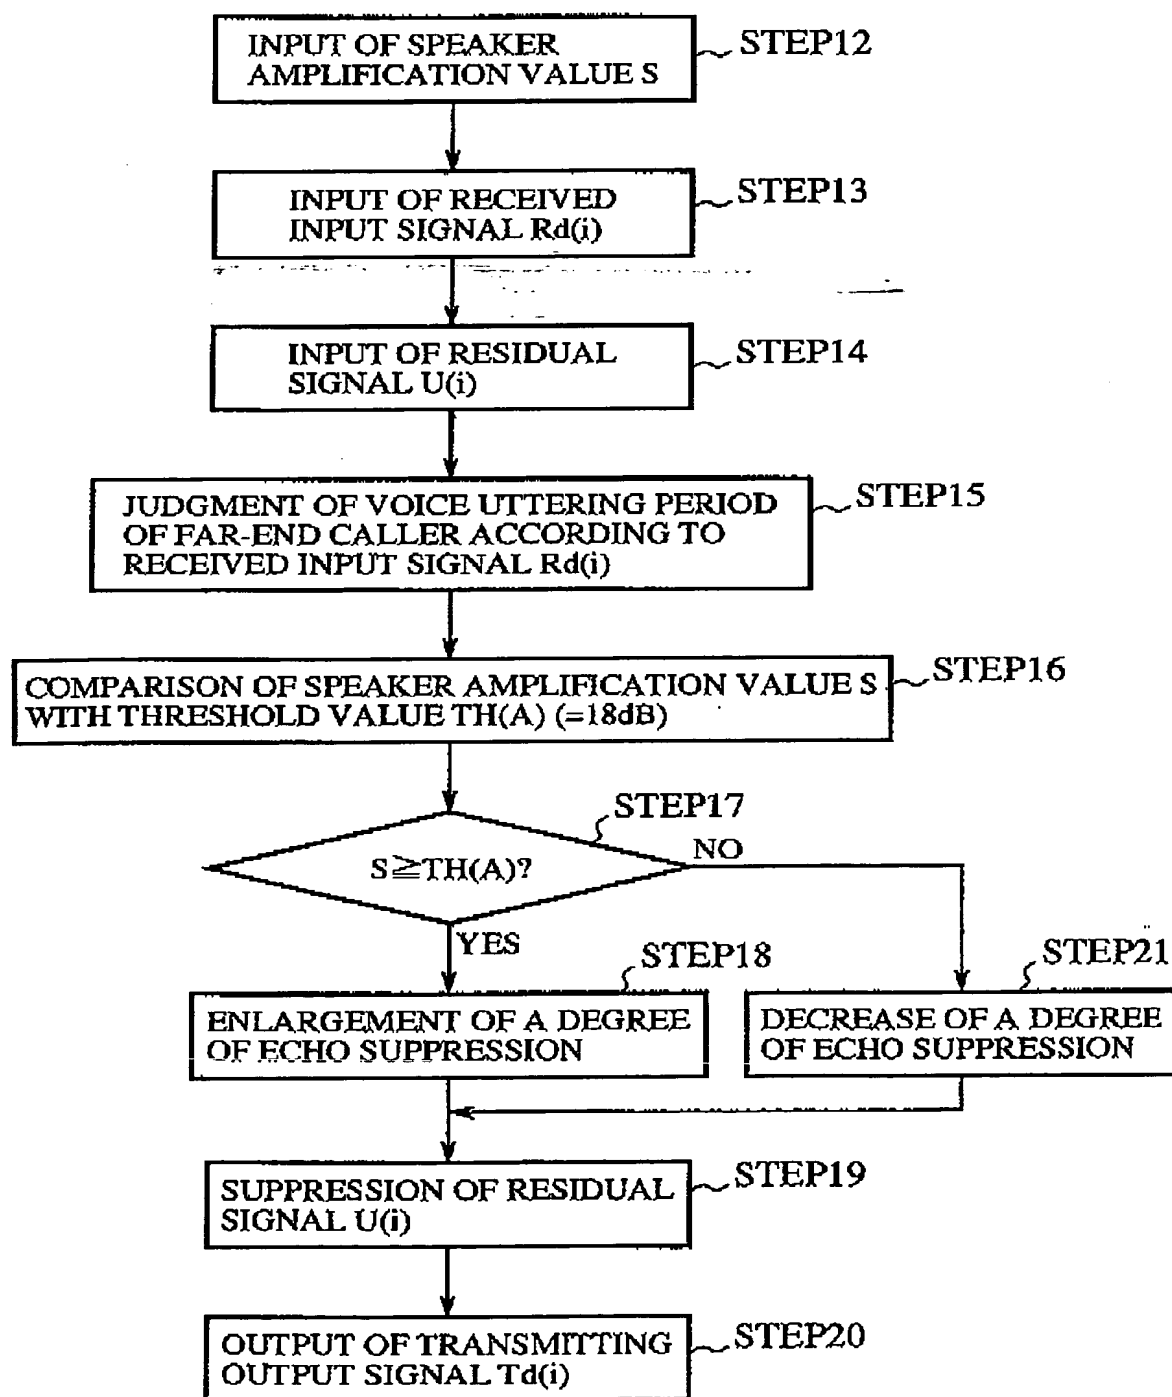 INPUT OF SPEAKER
AMPLIFICATION VALUE S
STEP12
INPUT OF RECEIVED
INPUT SIGNAL Rd(i)
STEP13
INPUT OF RESIDUAL
SIGNAL U(i)
STEP14
JUDGMENT OF VOICE UTTERING PERIOD
OF FAR-END CALLER ACCORDING TO
RECEIVED INPUT SIGNAL Rd(i)
STEP15
COMPARISON OF SPEAKER AMPLIFICATION VALUE S
WITH THRESHOLD VALUE TH(A) (=18dB)
STEP16
STEP17
S≧TH(A)?
NO
YES
STEP18
ENLARGEMENT OF A DEGREE
OF ECHO SUPPRESSION
STEP21
DECREASE OF A DEGREE
OF ECHO SUPPRESSION
SUPPRESSION OF RESIDUAL
SIGNAL U(i)
STEP19
OUTPUT OF TRANSMITTING
OUTPUT SIGNAL Td(i)
STEP20